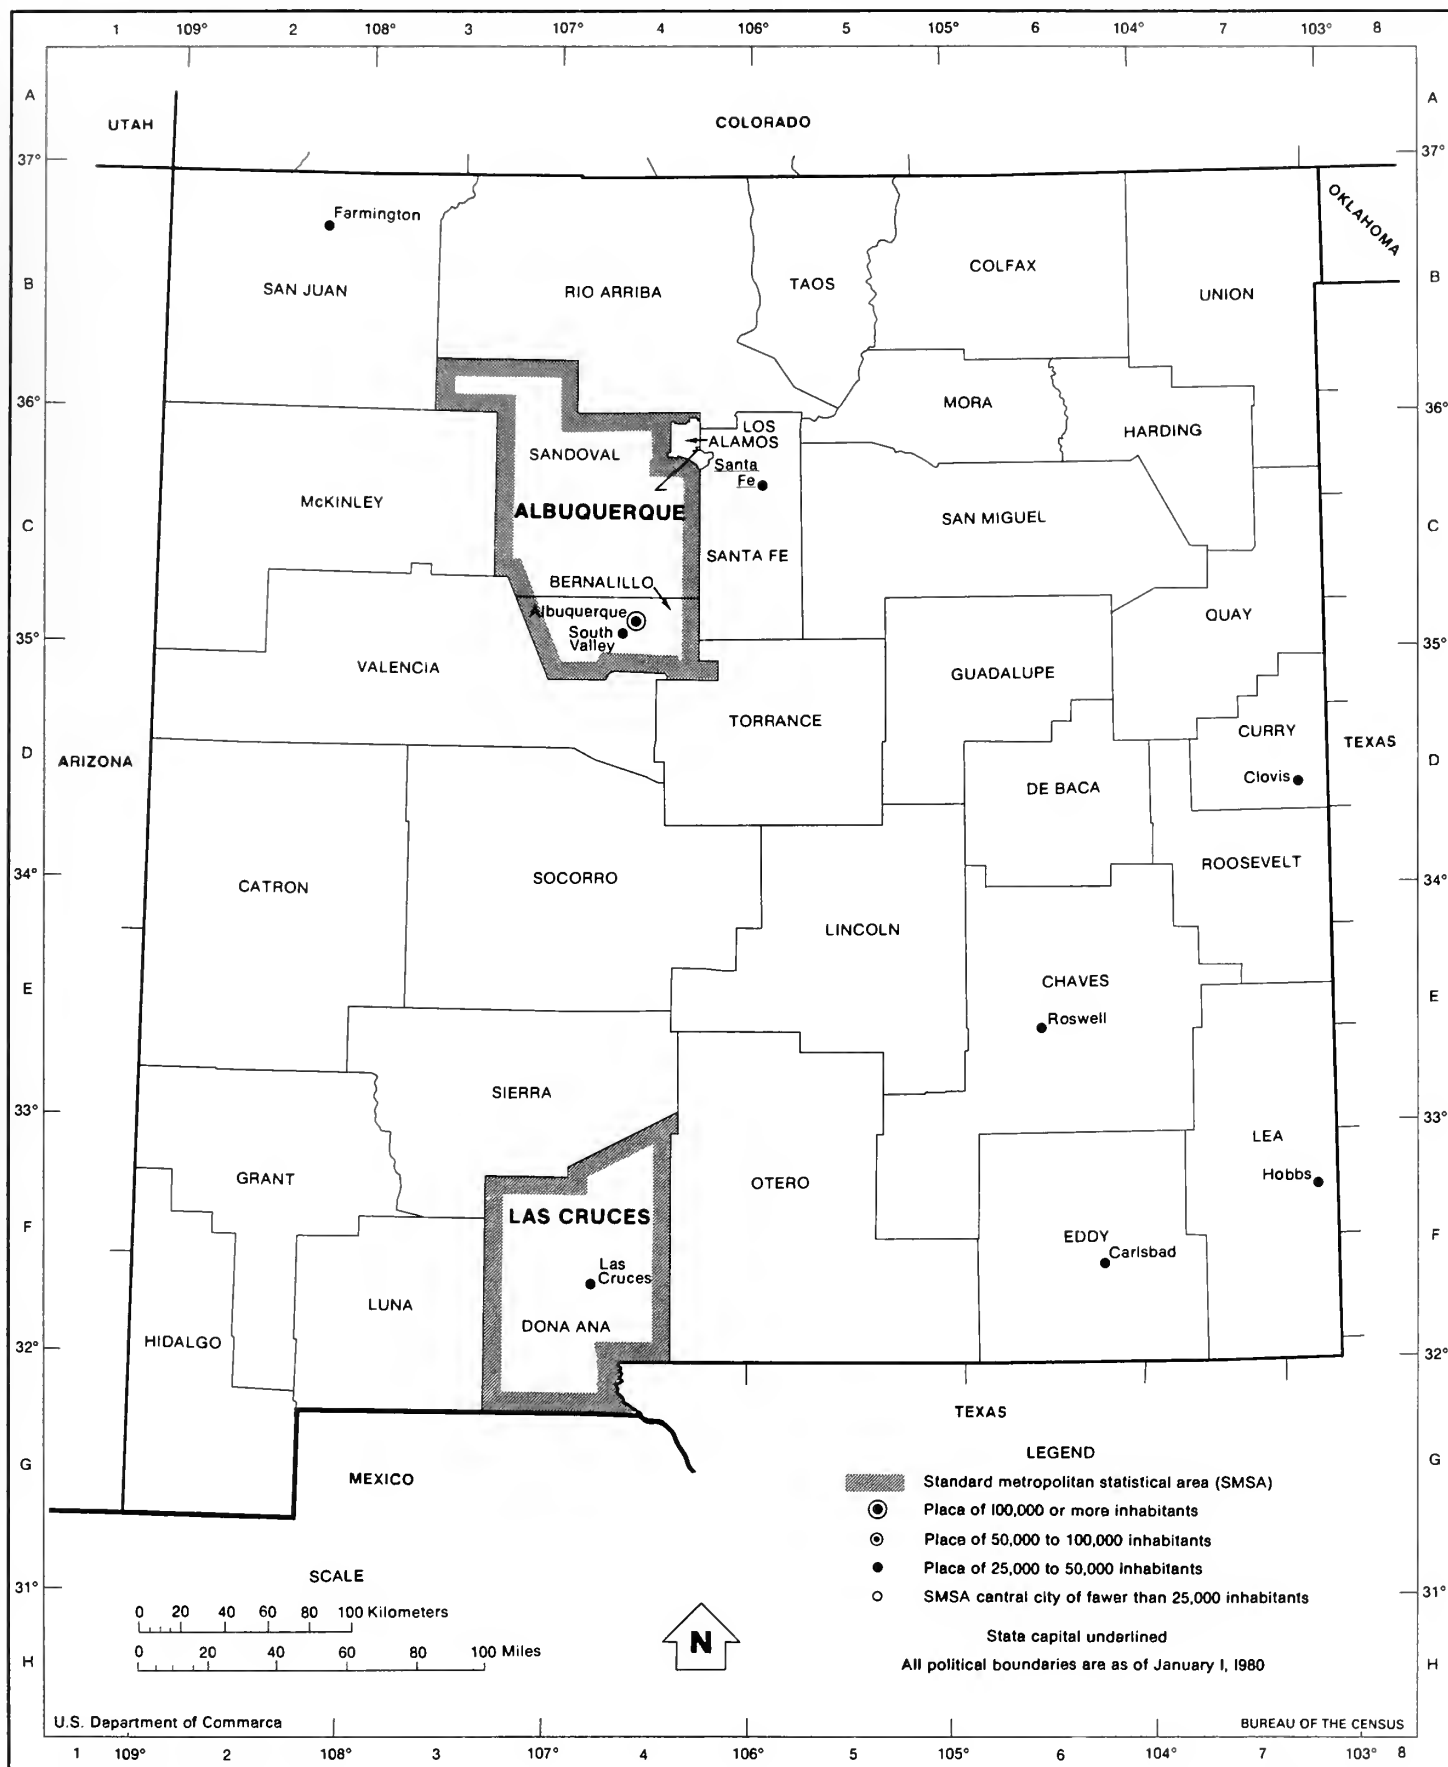 1 109° 2 108° 3 107° 4 106° 5 105° 6 104° 7 103° 8
A A
UTAH COLORADO
37° 37°
OKLAHOMA
Farmington
B B
SAN JUAN RIO ARRIBA TAOS COLFAX UNION
36° 36°
MORA
HARDING
LOS
ALAMOS
SANDOVAL
Santa
Fe
McKINLEY
ALBUQUERQUE
SAN MIGUEL
C C
SANTA FE
BERNALILLO
Albuquerque
South
Valley
QUAY
35° 35°
VALENCIA
GUADALUPE
TORRANCE
CURRY
D D
ARIZONA TEXAS
Clovis
DE BACA
ROOSEVELT
34° 34°
CATRON SOCORRO
LINCOLN
CHAVES
E E
Roswell
SIERRA
33° 33°
LEA
GRANT OTERO Hobbs
LAS CRUCES
F F
EDDY
Carlsbad
Las
Cruces
LUNA
DONA ANA
HIDALGO
32° 32°
TEXAS
LEGEND
G G
MEXICO
Standard metropolitan statistical area (SMSA)
Place of 100,000 or more inhabitants
Place of 50,000 to 100,000 inhabitants
Place of 25,000 to 50,000 inhabitants
SMSA cantral city of fawer than 25,000 inhabitants
31° 31°
SCALE
0 20 40 60 80 100 Kilometers
0 20 40 60 80 100 Miles
N
Stata capital undarlined
All political boundaries are as of January 1, 1980
H H
U.S. Dapartment of Commarca BUREAU OF THE CENSUS
1 109° 2 108° 3 107° 4 106° 5 105° 6 104° 7 103° 8